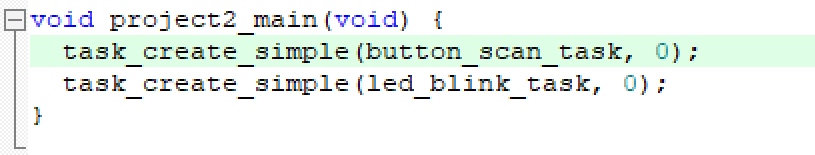 void project2_main(void) {
  task_create_simple(button_scan_task, 0);
  task_create_simple(led_blink_task, 0);
}